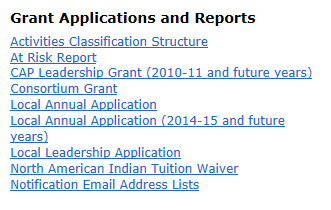 Grant Applications and Reports
Activities Classification Structure
At Risk Report
CAP Leadership Grant (2010-11 and future years)
Consortium Grant
Local Annual Application
Local Annual Application (2014-15 and future
years)
Local Leadership Application
North American Indian Tuition Waiver
Notification Email Address Lists